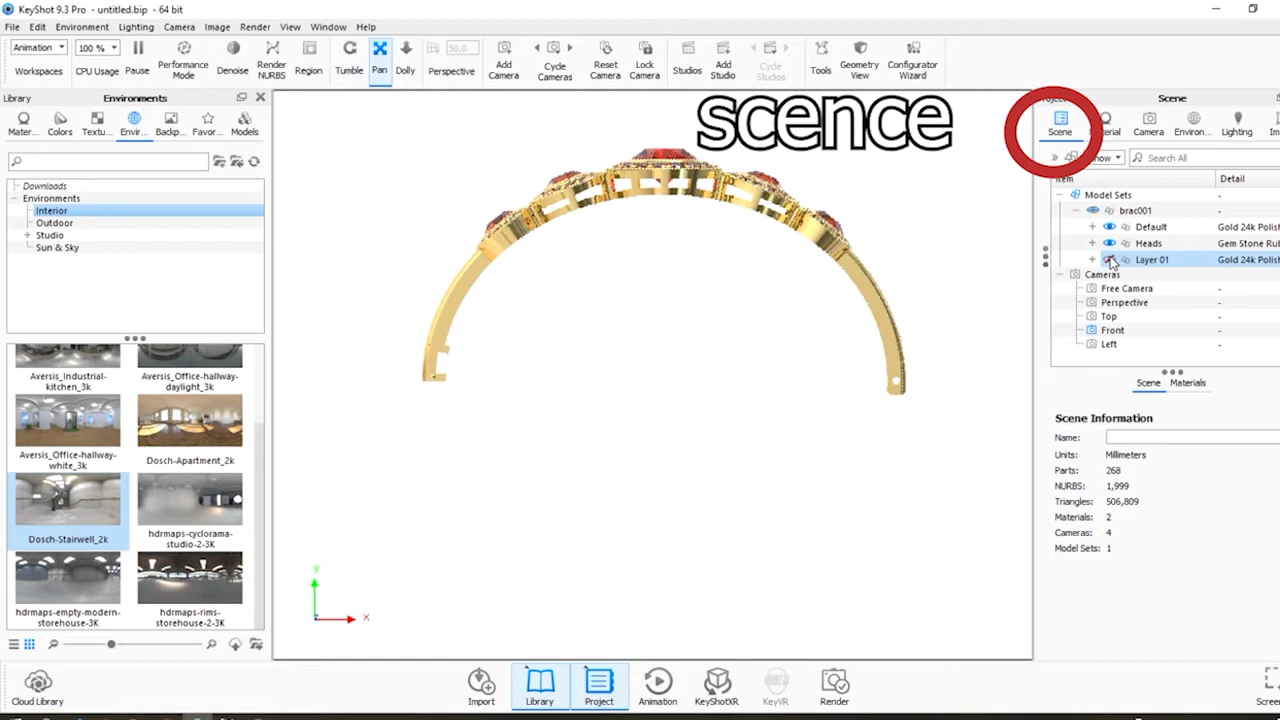 KeyShot 9.3 Pro - untitled.bip - 64 bit
File Edit Environment Lighting Camera Image Render View Window Help
Animation 100 % 50.0
Workspaces CPU Usage Pause Performance Mode Denoise Render NURBS Region Tumble Pan Dolly Perspective Add Camera Cycle Cameras Reset Camera Lock Camera Studios Add Studio Cycle Studios Tools Geometry View Configurator Wizard
Library Environments
Mater... Colors Textu... Envir... Backp... Favor... Models
Downloads
Environments
Interior
Outdoor
Studio
Sun & Sky
Aversis_Industrial-kitchen_3k
Aversis_Office-hallway-daylight_3k
Aversis_Office-hallway-white_3k
Dosch-Apartment_2k
Dosch-Stairwell_2k
hdrmaps-cyclorama-studio-2-3K
hdrmaps-empty-modern-storehouse-3K
hdrmaps-rims-storehouse-2-3K
scence
y
x
Scene
Scene Camera Environ... Lighting
Search All
Item Detail
Model Sets -
brac001 -
Default Gold 24k Polish
Heads Gem Stone Rub
Layer 01 Gold 24k Polish
Cameras -
Free Camera -
Perspective -
Top -
Front -
Left -
Scene Materials
Scene Information
Name:
Units: Millimeters
Parts: 268
NURBS: 1,999
Triangles: 506,809
Materials: 2
Cameras: 4
Model Sets: 1
Cloud Library Import Library Project Animation KeyShotXR KeyVR Render Screen